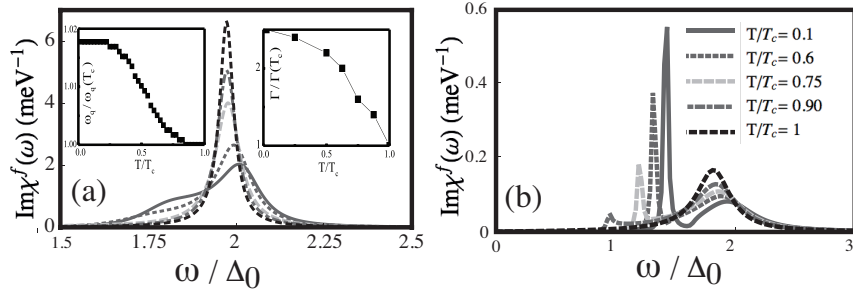 Imχ^f(ω) (meV⁻¹)
6
4
2
0
1.5
1.75
2
2.25
2.5
ω / Δ₀
(a)
ω_q / ω_q(T_c)
1.02
1.01
1.00
0.0
0.5
1.0
T/T_c
Γ / Γ(T_c)
2
1
0.0
0.5
1.0
T/T_c
Imχ^f(ω) (meV⁻¹)
0.6
0.4
0.2
0
0
1
2
3
ω / Δ₀
(b)
T/T_c = 0.1
T/T_c = 0.6
T/T_c = 0.75
T/T_c = 0.90
T/T_c = 1